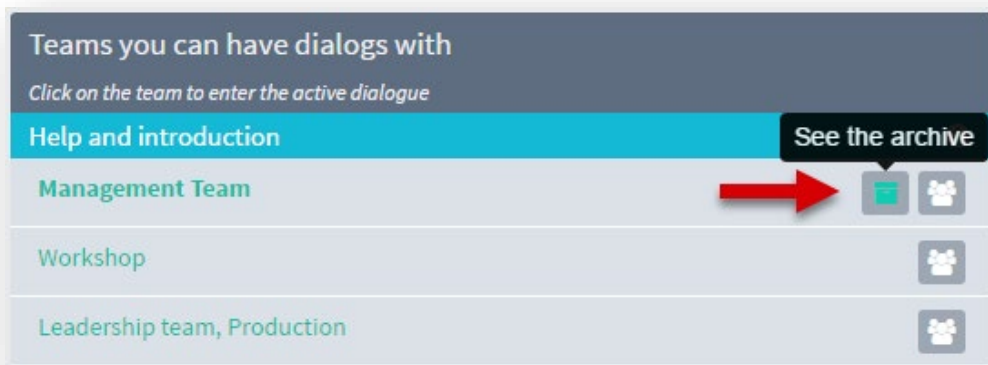 Teams you can have dialogs with
Click on the team to enter the active dialogue
Help and introduction
See the archive
Management Team
Workshop
Leadership team, Production